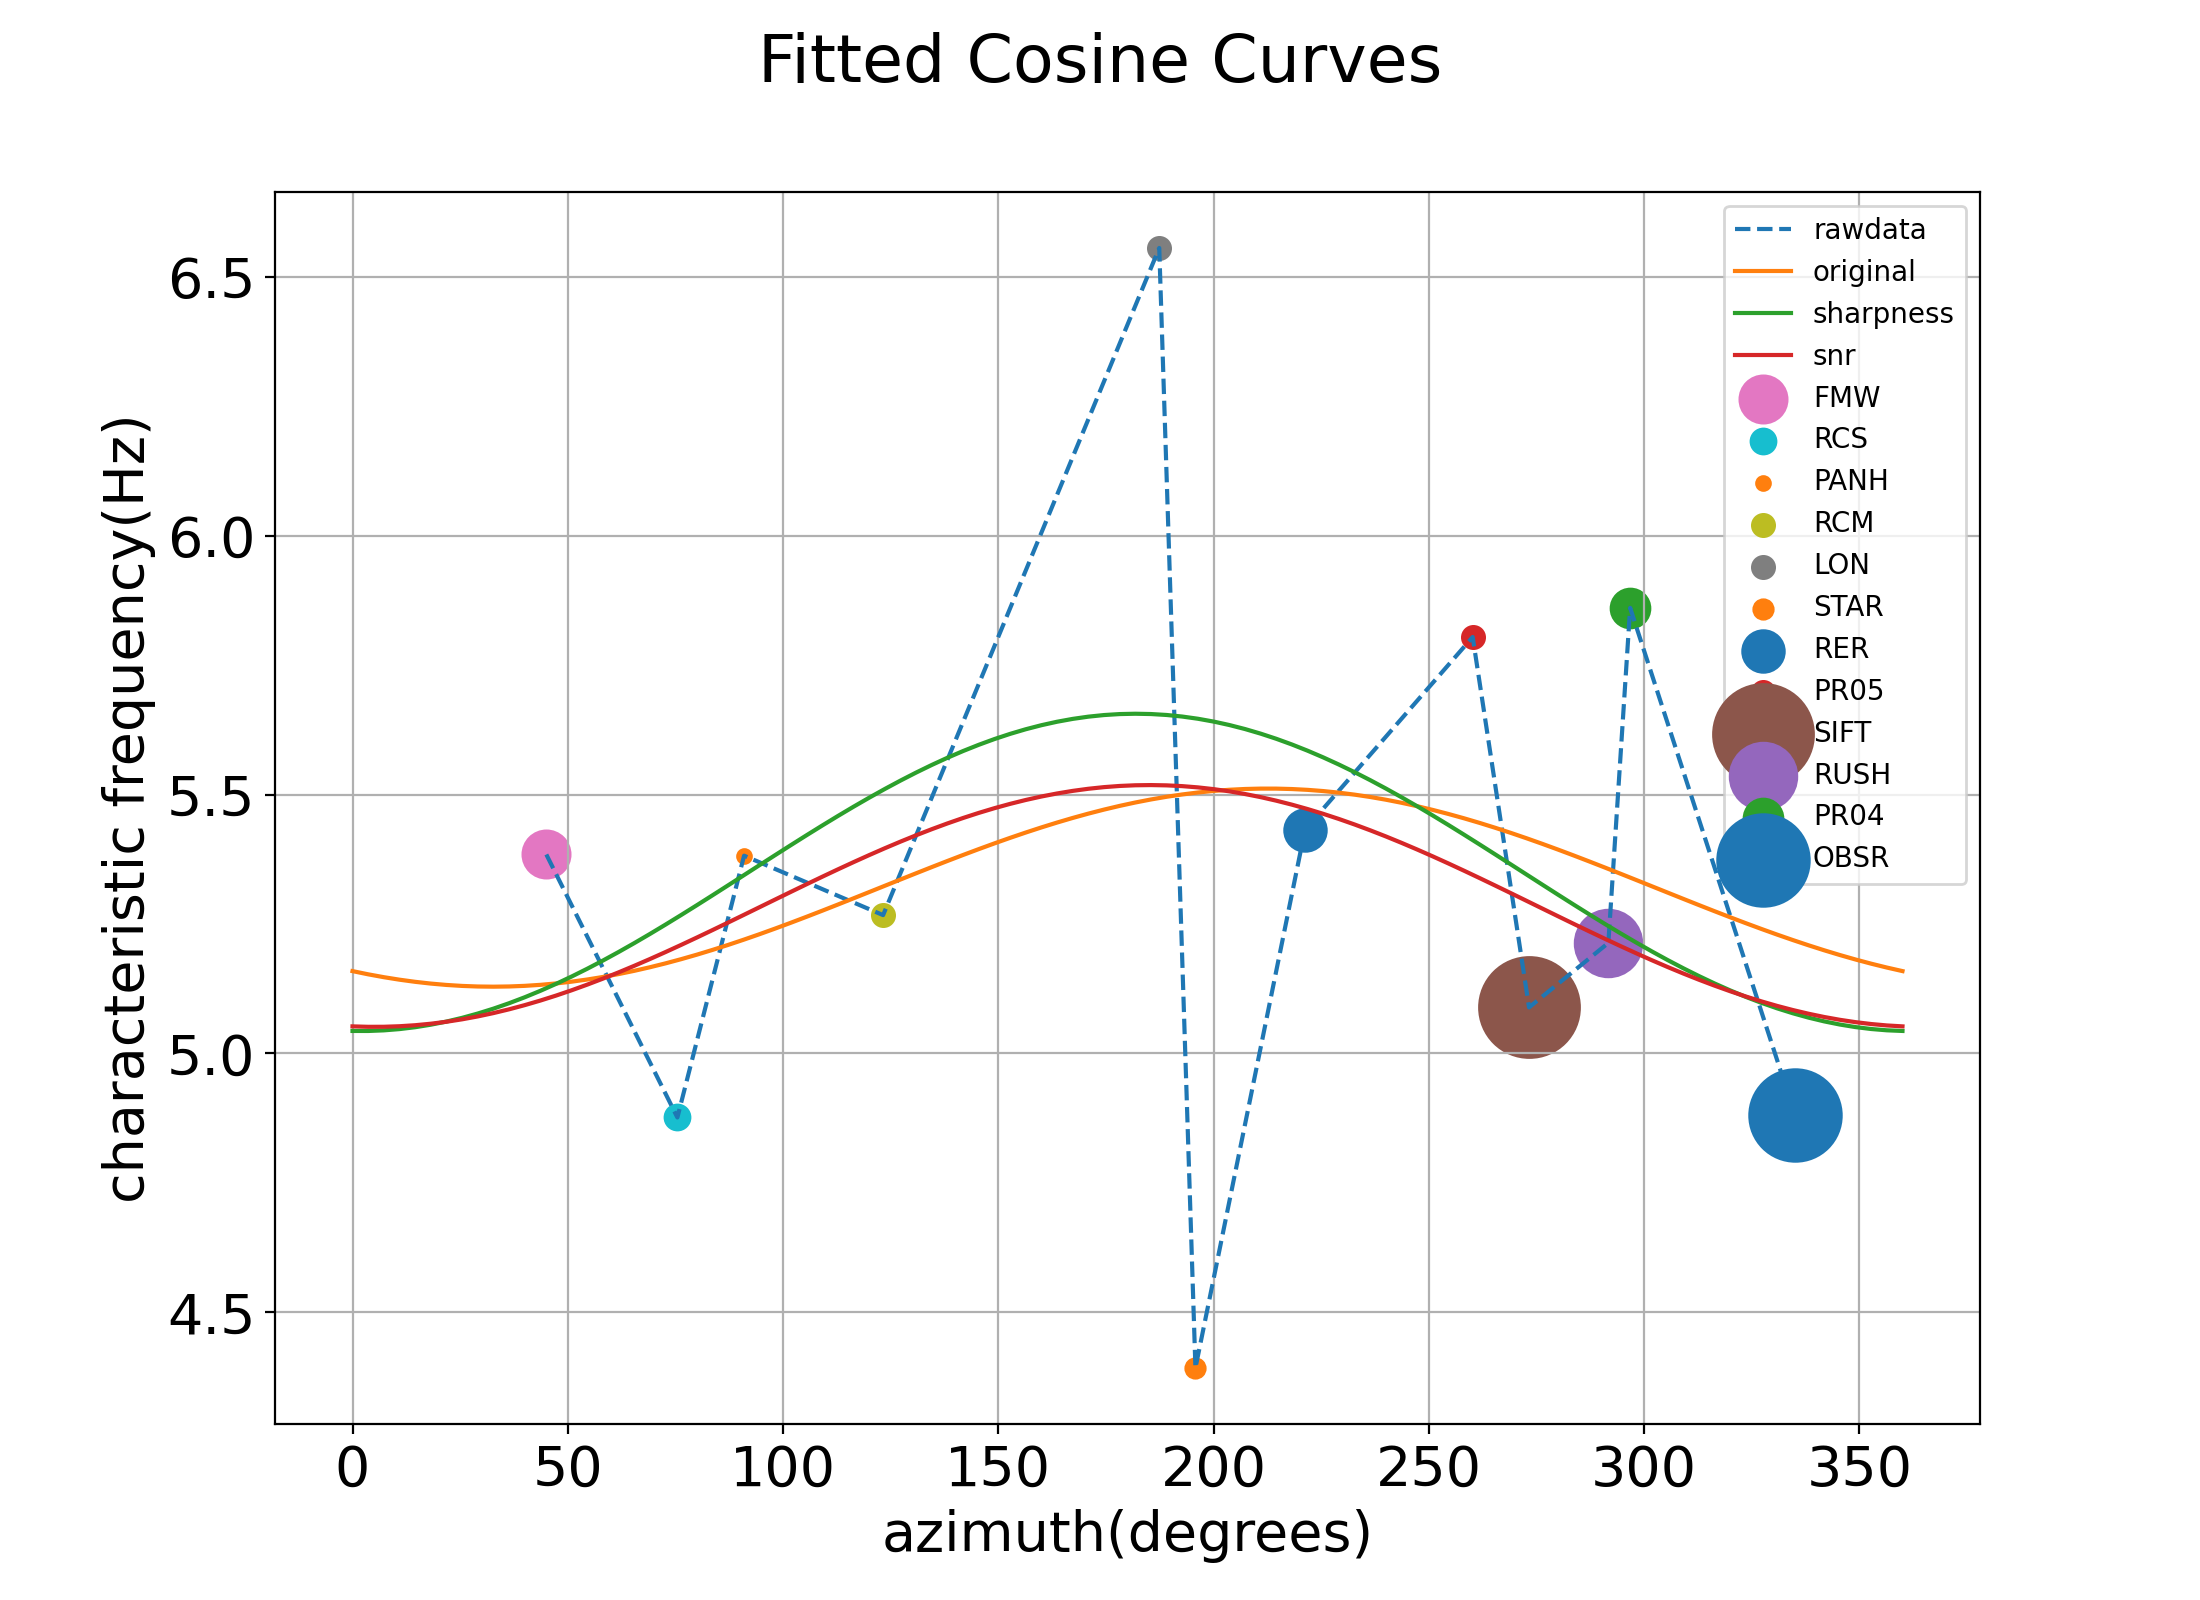 Fitted Cosine Curves
characteristic frequency(Hz)
6.5
6.0
5.5
5.0
4.5
rawdata
original
sharpness
snr
FMW
RCS
PANH
RCM
LON
STAR
RER
PR05
SIFT
RUSH
PR04
OBSR
0 50 100 150 200 250 300 350
azimuth(degrees)